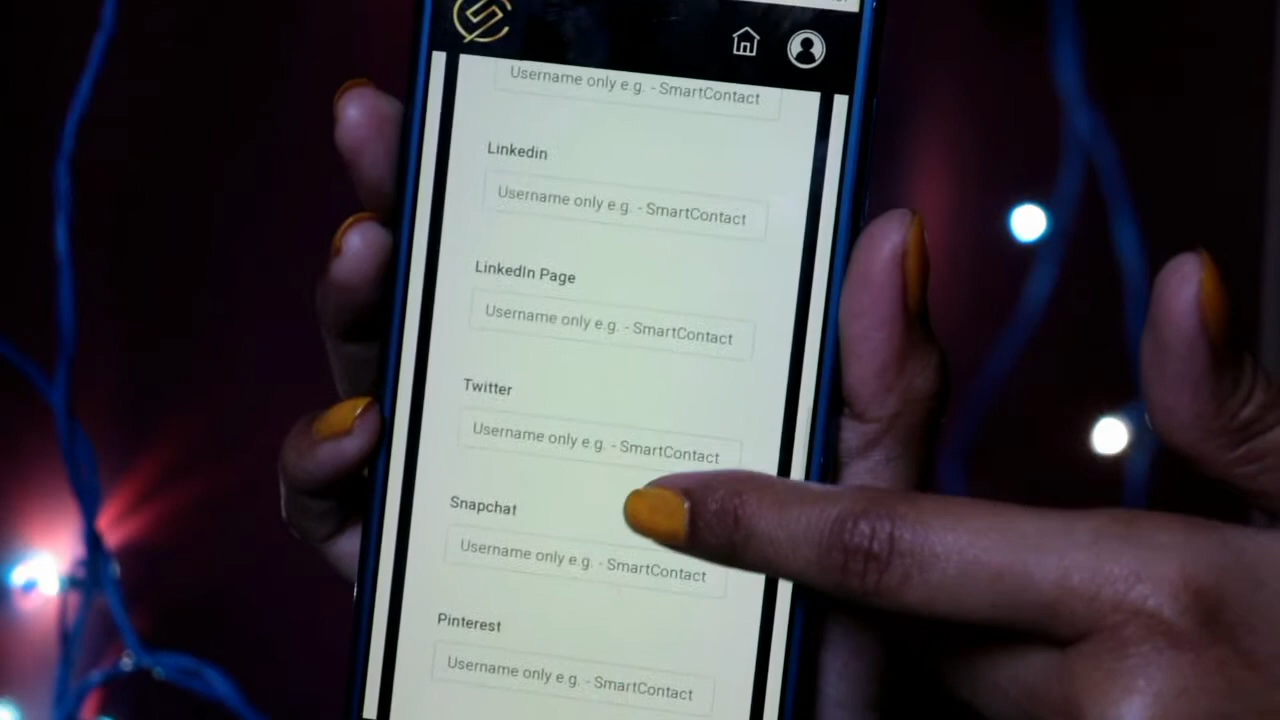 Username only e.g. - SmartContact
Linkedin
Username only e.g. - SmartContact
LinkedIn Page
Username only e.g. - SmartContact
Twitter
Username only e.g. - SmartContact
Snapchat
Username only e.g. - SmartContact
Pinterest
Username only e.g. - SmartContact